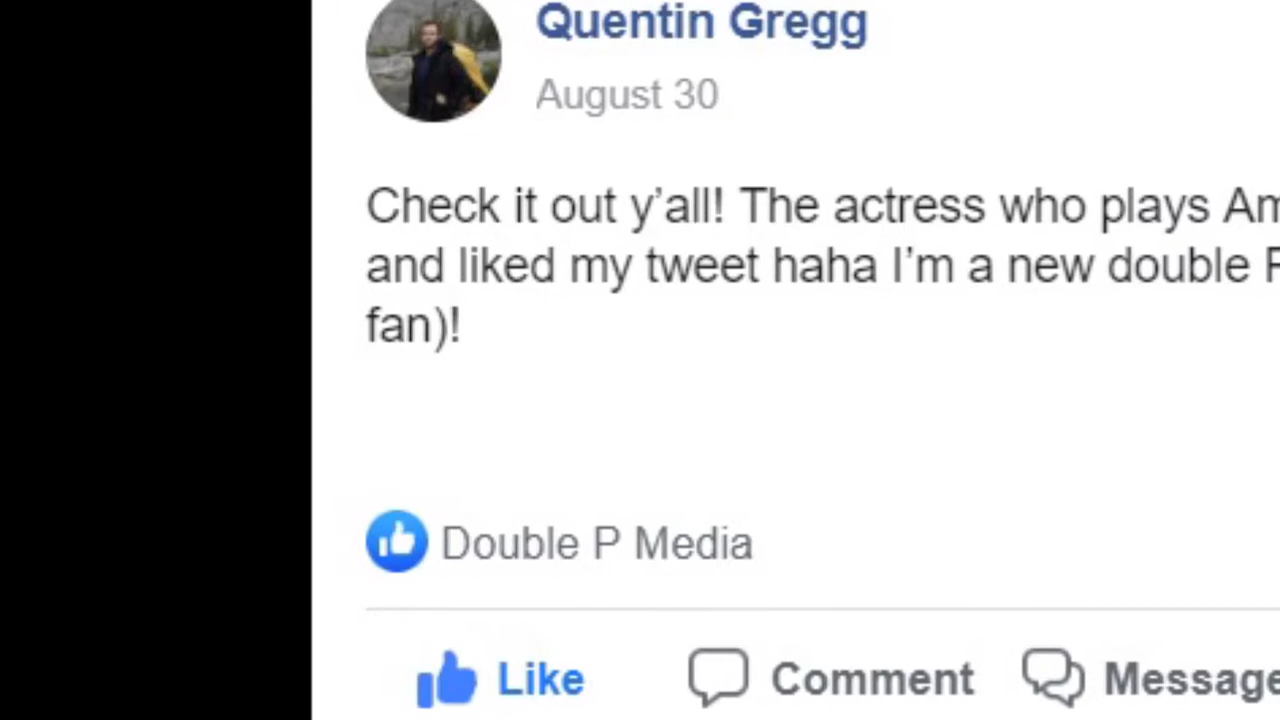 Quentin Gregg
August 30
Check it out y’all! The actress who plays
and liked my tweet haha I’m a new double
fan)!
Double P Media
Like
Comment
Message